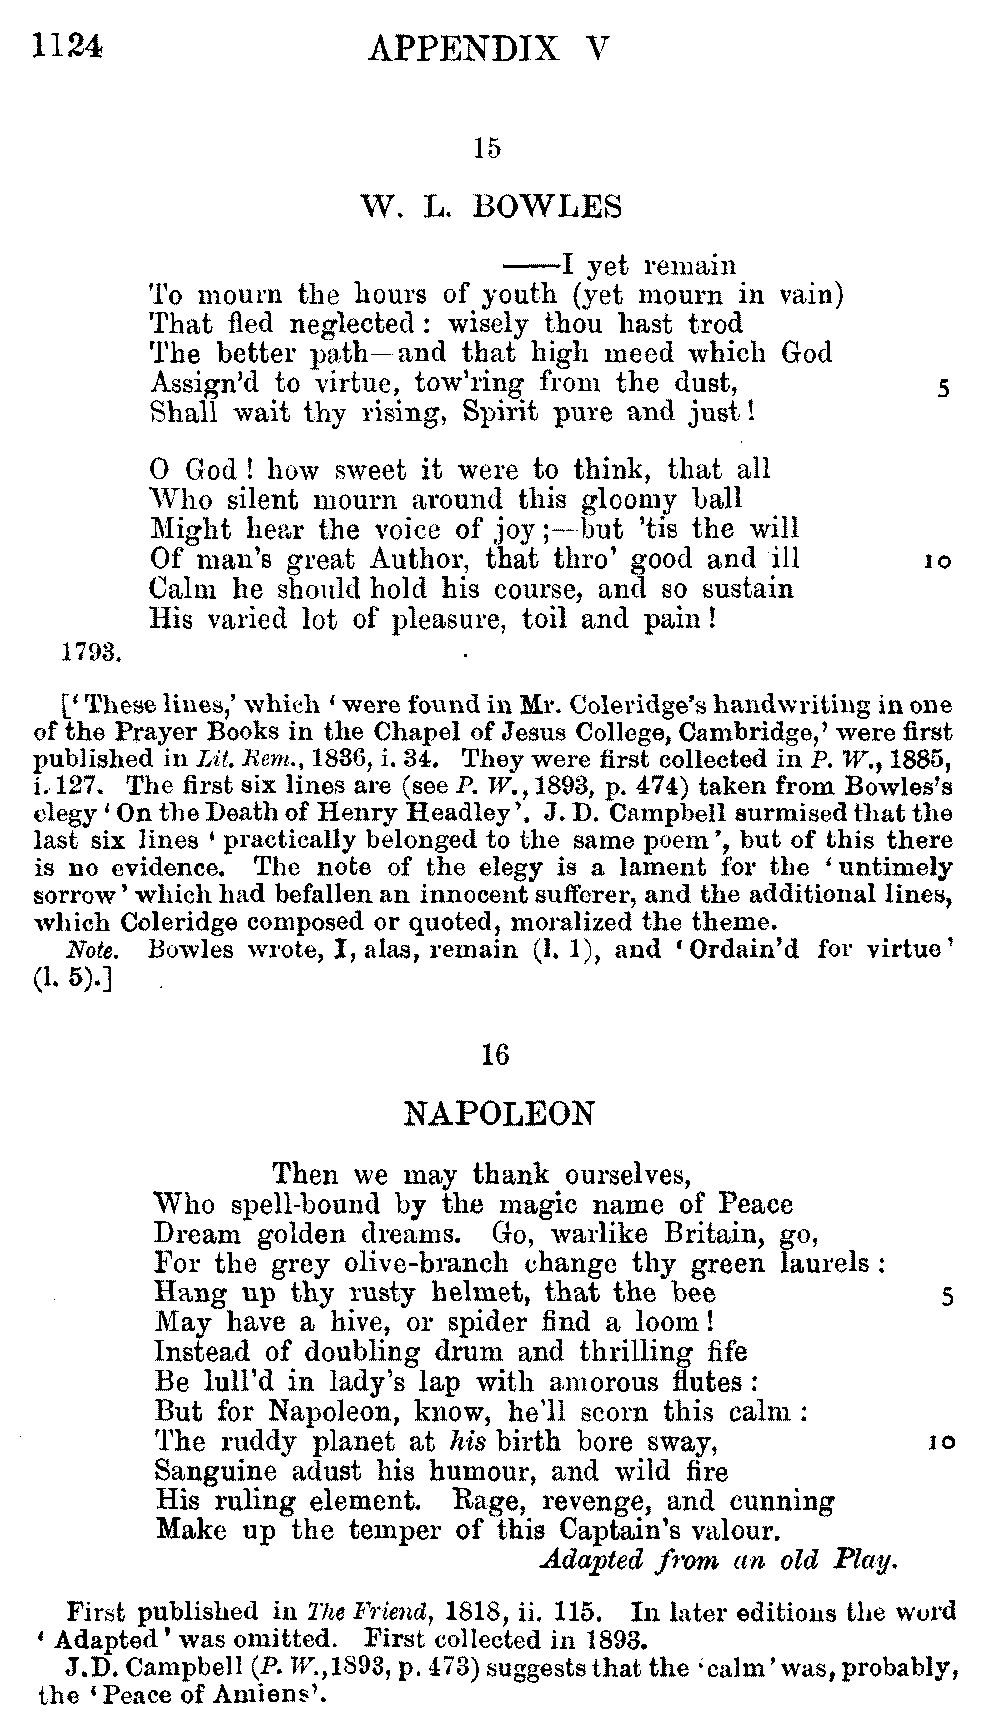 1124 APPENDIX V
15
W. L. BOWLES
——I yet remain
To mourn the hours of youth (yet mourn in vain)
That fled neglected: wisely thou hast trod
The better path—and that high meed which God
Assign'd to virtue, tow'ring from the dust, 5
Shall wait thy rising, Spirit pure and just!
O God! how sweet it were to think, that all
Who silent mourn around this gloomy ball
Might hear the voice of joy;—but 'tis the will
Of man's great Author, that thro' good and ill 10
Calm he should hold his course, and so sustain
His varied lot of pleasure, toil and pain!
1793.
['These lines,' which 'were found in Mr. Coleridge's handwriting in one
of the Prayer Books in the Chapel of Jesus College, Cambridge,' were first
published in Lit. Rem., 1836, i. 34. They were first collected in P. W., 1885,
i. 127. The first six lines are (see P. W., 1893, p. 474) taken from Bowles's
elegy 'On the Death of Henry Headley'. J. D. Campbell surmised that the
last six lines 'practically belonged to the same poem', but of this there
is no evidence. The note of the elegy is a lament for the 'untimely
sorrow' which had befallen an innocent sufferer, and the additional lines,
which Coleridge composed or quoted, moralized the theme.
Note. Bowles wrote, I, alas, remain (l. 1), and 'Ordain'd for virtue'
(l. 5).]
16
NAPOLEON
Then we may thank ourselves,
Who spell-bound by the magic name of Peace
Dream golden dreams. Go, warlike Britain, go,
For the grey olive-branch change thy green laurels:
Hang up thy rusty helmet, that the bee 5
May have a hive, or spider find a loom!
Instead of doubling drum and thrilling fife
Be lull'd in lady's lap with amorous flutes:
But for Napoleon, know, he'll scorn this calm:
The ruddy planet at his birth bore sway, 10
Sanguine adust his humour, and wild fire
His ruling element. Rage, revenge, and cunning
Make up the temper of this Captain's valour.
Adapted from an old Play.
First published in The Friend, 1818, ii. 115. In later editions the word
'Adapted' was omitted. First collected in 1893.
J. D. Campbell (P. W., 1893, p. 473) suggests that the 'calm' was, probably,
the 'Peace of Amiens'.